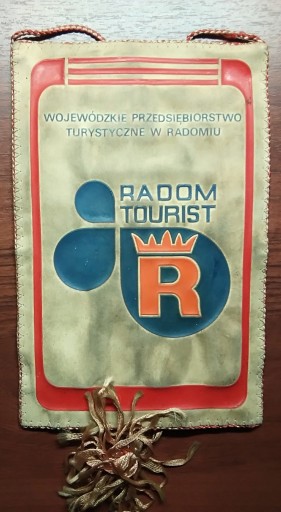 WOJEWÓDZKIE PRZEDSIĘBIORSTWO
TURYSTYCZNE W RADOMIU
RADOM
TOURIST
R